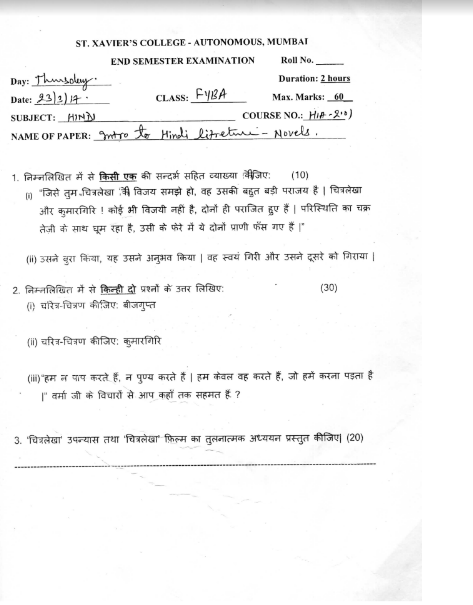 ST. XAVIER'S COLLEGE - AUTONOMOUS, MUMBAI
END SEMESTER EXAMINATION Roll No. ______
Day: Thursday. Duration: 2 hours
Date: 23/3/17. CLASS: FYBA Max. Marks: 60
SUBJECT: HINDI COURSE NO.:
NAME OF PAPER: Intro to Hindi litreture - Novels.
1. निम्नलिखित में से किसी एक की सन्दर्भ सहित व्याख्या कीजिए: (10)
(i) "जिसे तुम चित्रलेखा की विजय समझे हो, वह उसकी बहुत बड़ी पराजय है | चित्रलेखा
और कुमारगिरि ! कोई भी विजयी नहीं है, दोनों ही पराजित हुए हैं | परिस्थिति का चक्र
तेजी के साथ घूम रहा है, उसी के फेरे में ये दोनों प्राणी फँस गए हैं |"
(ii) उसने बुरा किया, यह उसने अनुभव किया | वह स्वयं गिरी और उसने दूसरे को गिराया |
2. निम्नलिखित में से किन्ही दो प्रश्नों के उत्तर लिखिए: (30)
(i) चरित्र-चित्रण कीजिए: बीजगुप्त
(ii) चरित्र-चित्रण कीजिए: कुमारगिरि
(iii) "हम न पाप करते हैं, न पुण्य करते हैं | हम केवल वह करते हैं, जो हमें करना पड़ता है
|" वर्मा जी के विचारों से आप कहाँ तक सहमत हैं ?
3. 'चित्रलेखा' उपन्यास तथा 'चित्रलेखा' फ़िल्म का तुलनात्मक अध्ययन प्रस्तुत कीजिए| (20)